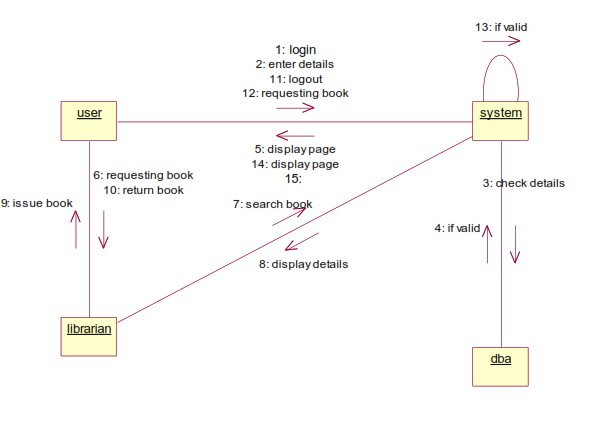 13: if valid
1: login
2: enter details
11: logout
12: requesting book
user
system
5: display page
14: display page
15:
6: requesting book
10: return book
3: check details
9: issue book
7: search book
4: if valid
8: display details
librarian
dba